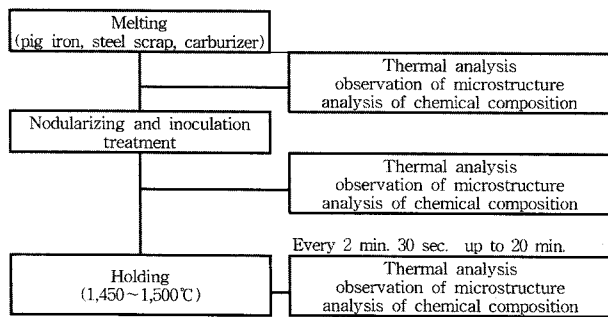 Melting
(pig iron, steel scrap, carburizer)
Thermal analysis
observation of microstructure
analysis of chemical composition
Nodularizing and inoculation
treatment
Thermal analysis
observation of microstructure
analysis of chemical composition
Every 2 min. 30 sec. up to 20 min.
Holding
(1,450～1,500℃)
Thermal analysis
observation of microstructure
analysis of chemical composition